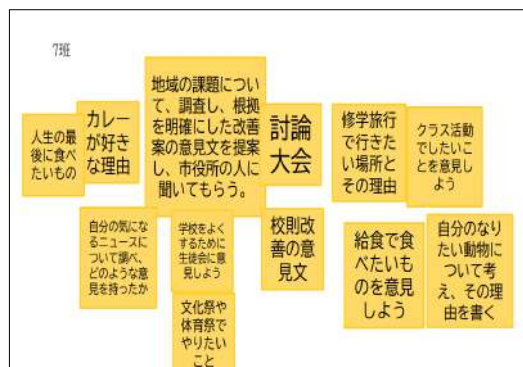 7班
人生の最
後に食べ
たいもの
カレー
が好き
な理由
地域の課題につい
て、調査し、根拠
を明確にした改善
案の意見文を提案
し、市役所の人に
聞いてもらう。
討論
大会
修学旅行
で行きた
い場所と
その理由
クラス活動
でしたいこ
とを意見し
よう
自分の気にな
るニュースに
ついて調べ、
どのような意
見を持ったか
学校をよく
するために
生徒会に意
見しよう
校則改
善の意
見文
給食で食
べたいも
のを意見
しよう
自分のなり
たい動物に
ついて考
え、その理
由を書く
文化祭や
体育祭で
やりたい
こと